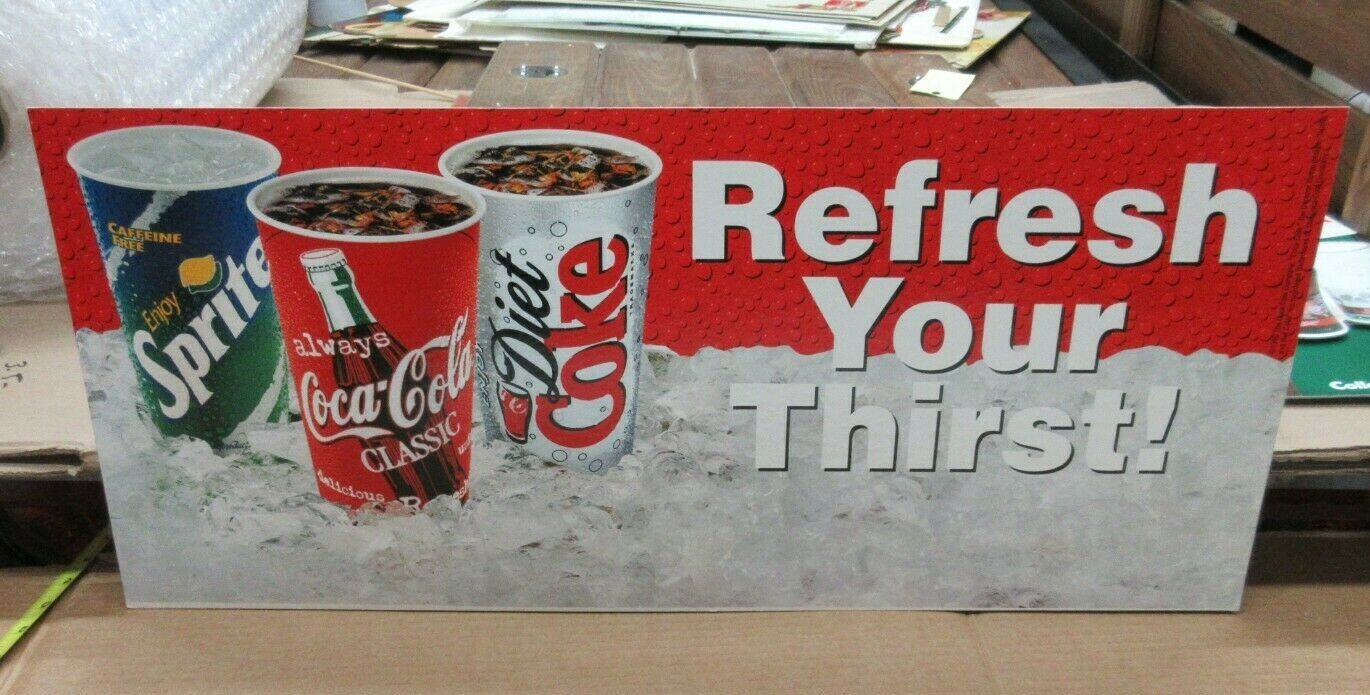 CAFFEINE
FREE
Enjoy
Sprite
always
Coca-Cola
CLASSIC
delicious
Diet
Coke
Refresh
Your
Thirst!